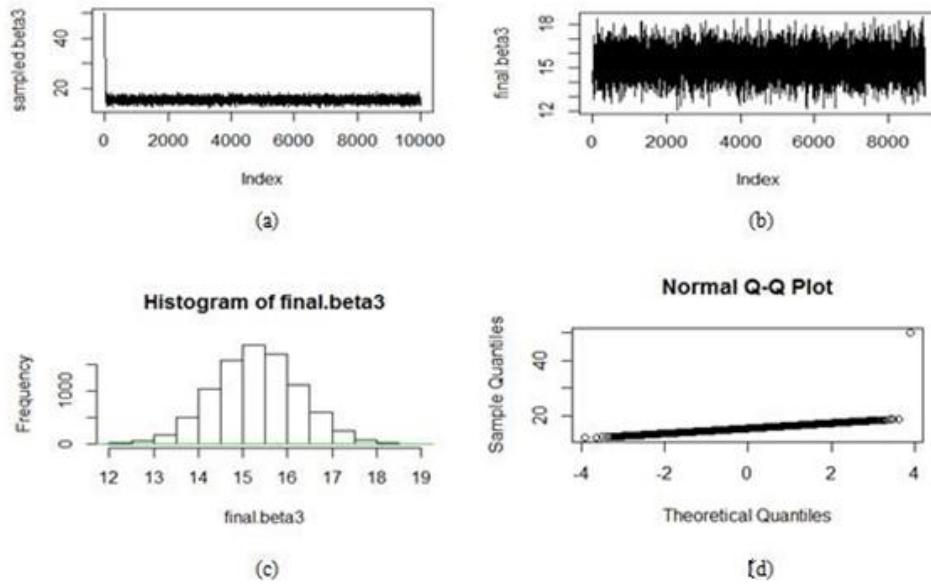 sampled.beta3
40
20
0 2000 4000 6000 8000 10000
Index
(a)
final.beta3
18
15
12
0 2000 4000 6000 8000
Index
(b)
Histogram of final.beta3
Frequency
1000
0
12 13 14 15 16 17 18 19
final.beta3
(c)
Normal Q-Q Plot
Sample Quantiles
40
20
-4 -2 0 2 4
Theoretical Quantiles
[d)